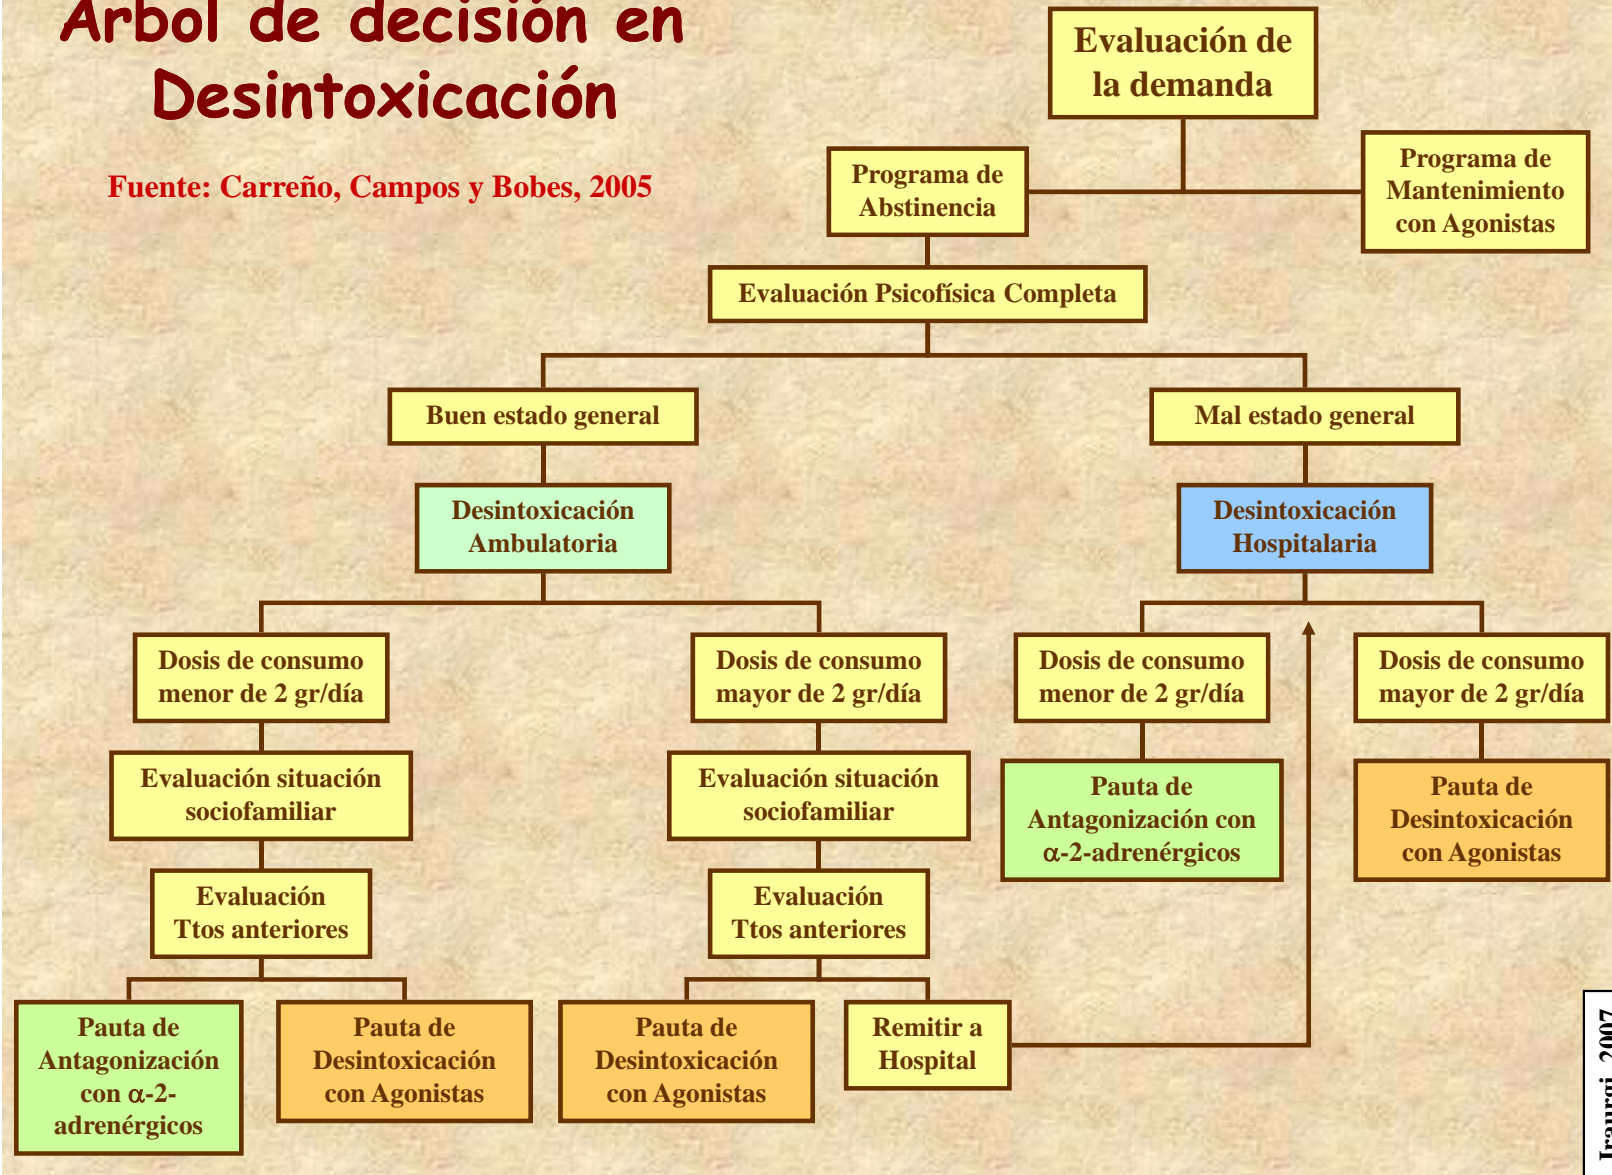 Árbol de decisión en
Desintoxicación
Fuente: Carreño, Campos y Bobes, 2005
Evaluación de
la demanda
Programa de
Abstinencia
Programa de
Mantenimiento
con Agonistas
Evaluación Psicofísica Completa
Buen estado general
Mal estado general
Desintoxicación
Ambulatoria
Desintoxicación
Hospitalaria
Dosis de consumo
menor de 2 gr/día
Dosis de consumo
mayor de 2 gr/día
Dosis de consumo
menor de 2 gr/día
Dosis de consumo
mayor de 2 gr/día
Evaluación situación
sociofamiliar
Evaluación situación
sociofamiliar
Pauta de
Antagonización con
α-2-adrenérgicos
Pauta de
Desintoxicación
con Agonistas
Evaluación
Ttos anteriores
Evaluación
Ttos anteriores
Pauta de
Antagonización
con α-2-
adrenérgicos
Pauta de
Desintoxicación
con Agonistas
Pauta de
Desintoxicación
con Agonistas
Remitir a
Hospital
2007